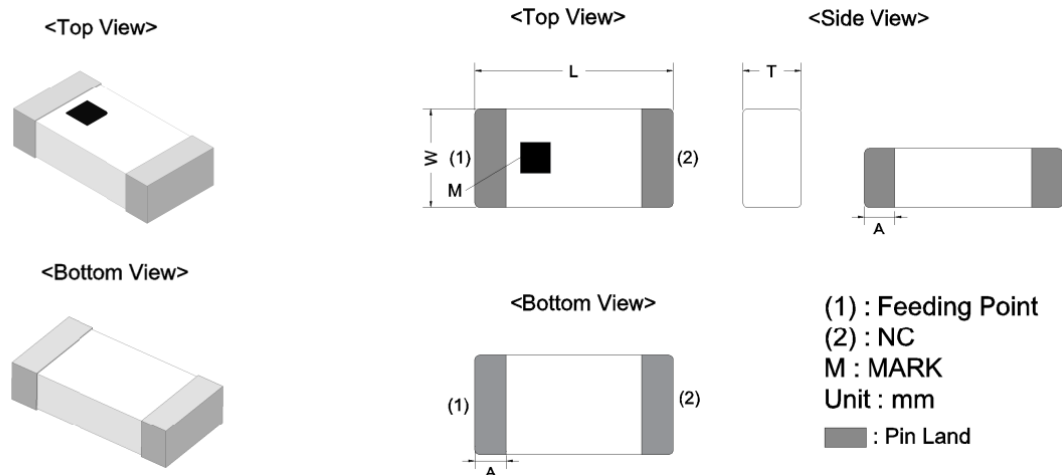 <Top View>
<Top View>
<Side View>
L
T
W
(1)
(2)
M
A
<Bottom View>
<Bottom View>
(1)
(2)
A
(1) : Feeding Point
(2) : NC
M : MARK
Unit : mm
: Pin Land